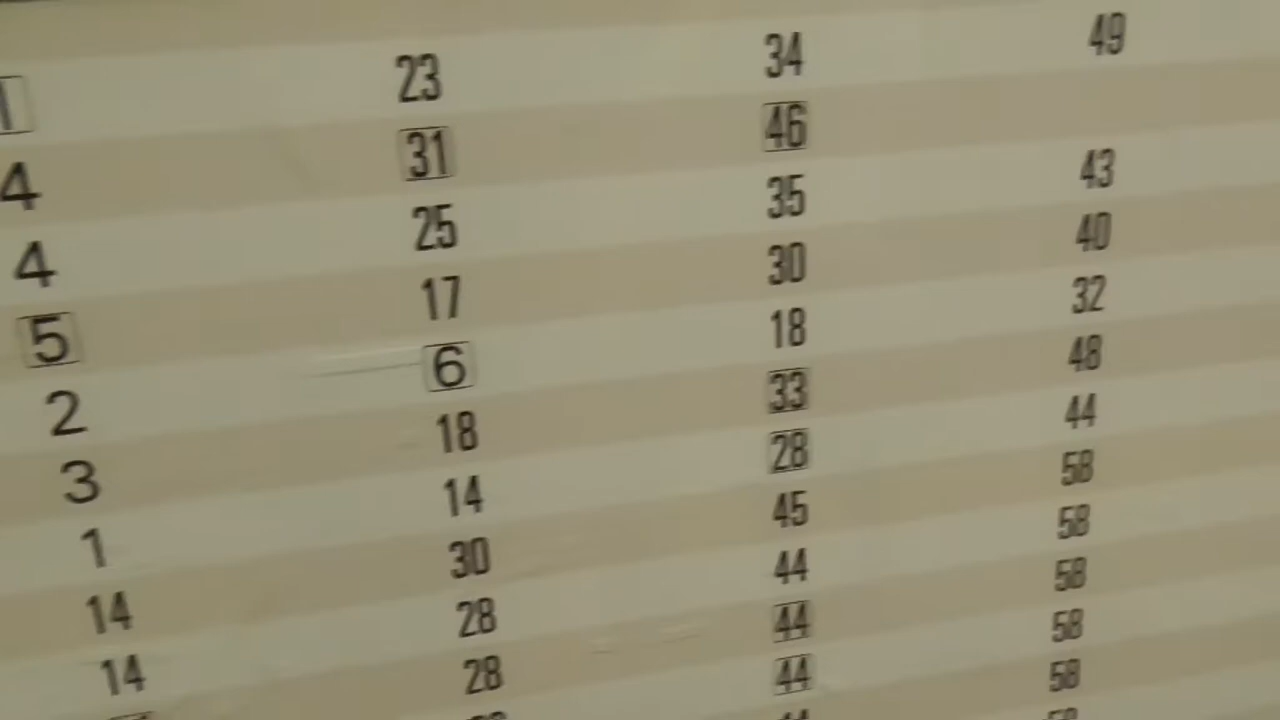 1 23 34 49
4 31 46
4 25 35 43
5 17 30 40
2 6 18 32
3 18 33 48
1 14 28 44
14 30 45 58
14 28 44 58
28 44 58
44 58
58